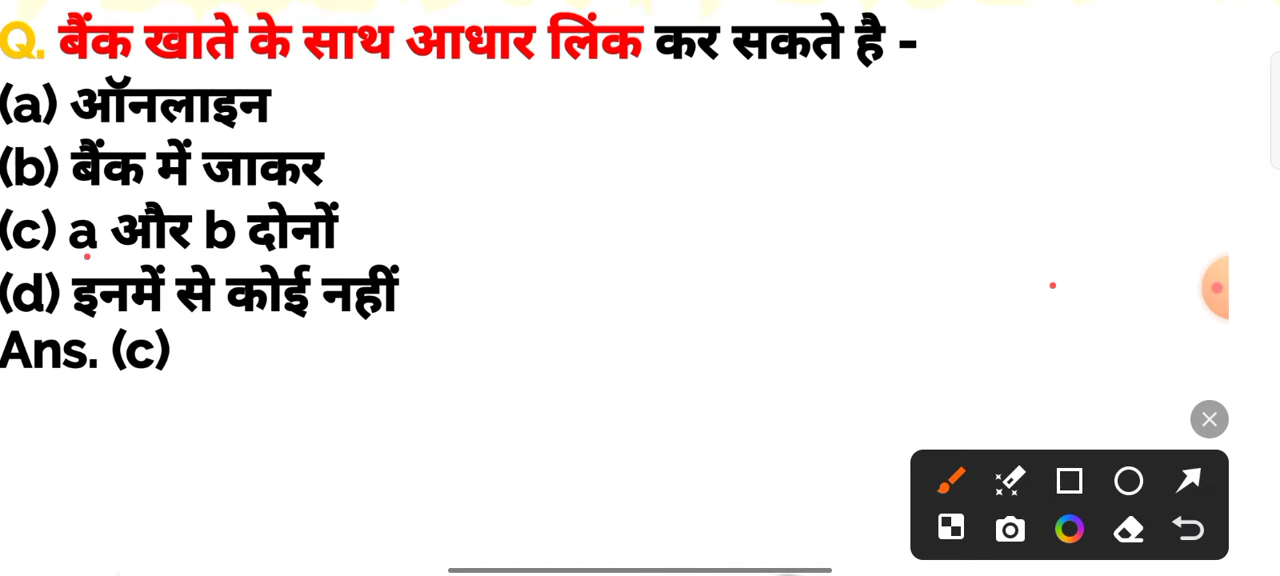 Q. बैंक खाते के साथ आधार लिंक कर सकते है -
(a) ऑनलाइन
(b) बैंक में जाकर
(c) a और b दोनों
(d) इनमें से कोई नहीं
Ans. (c)